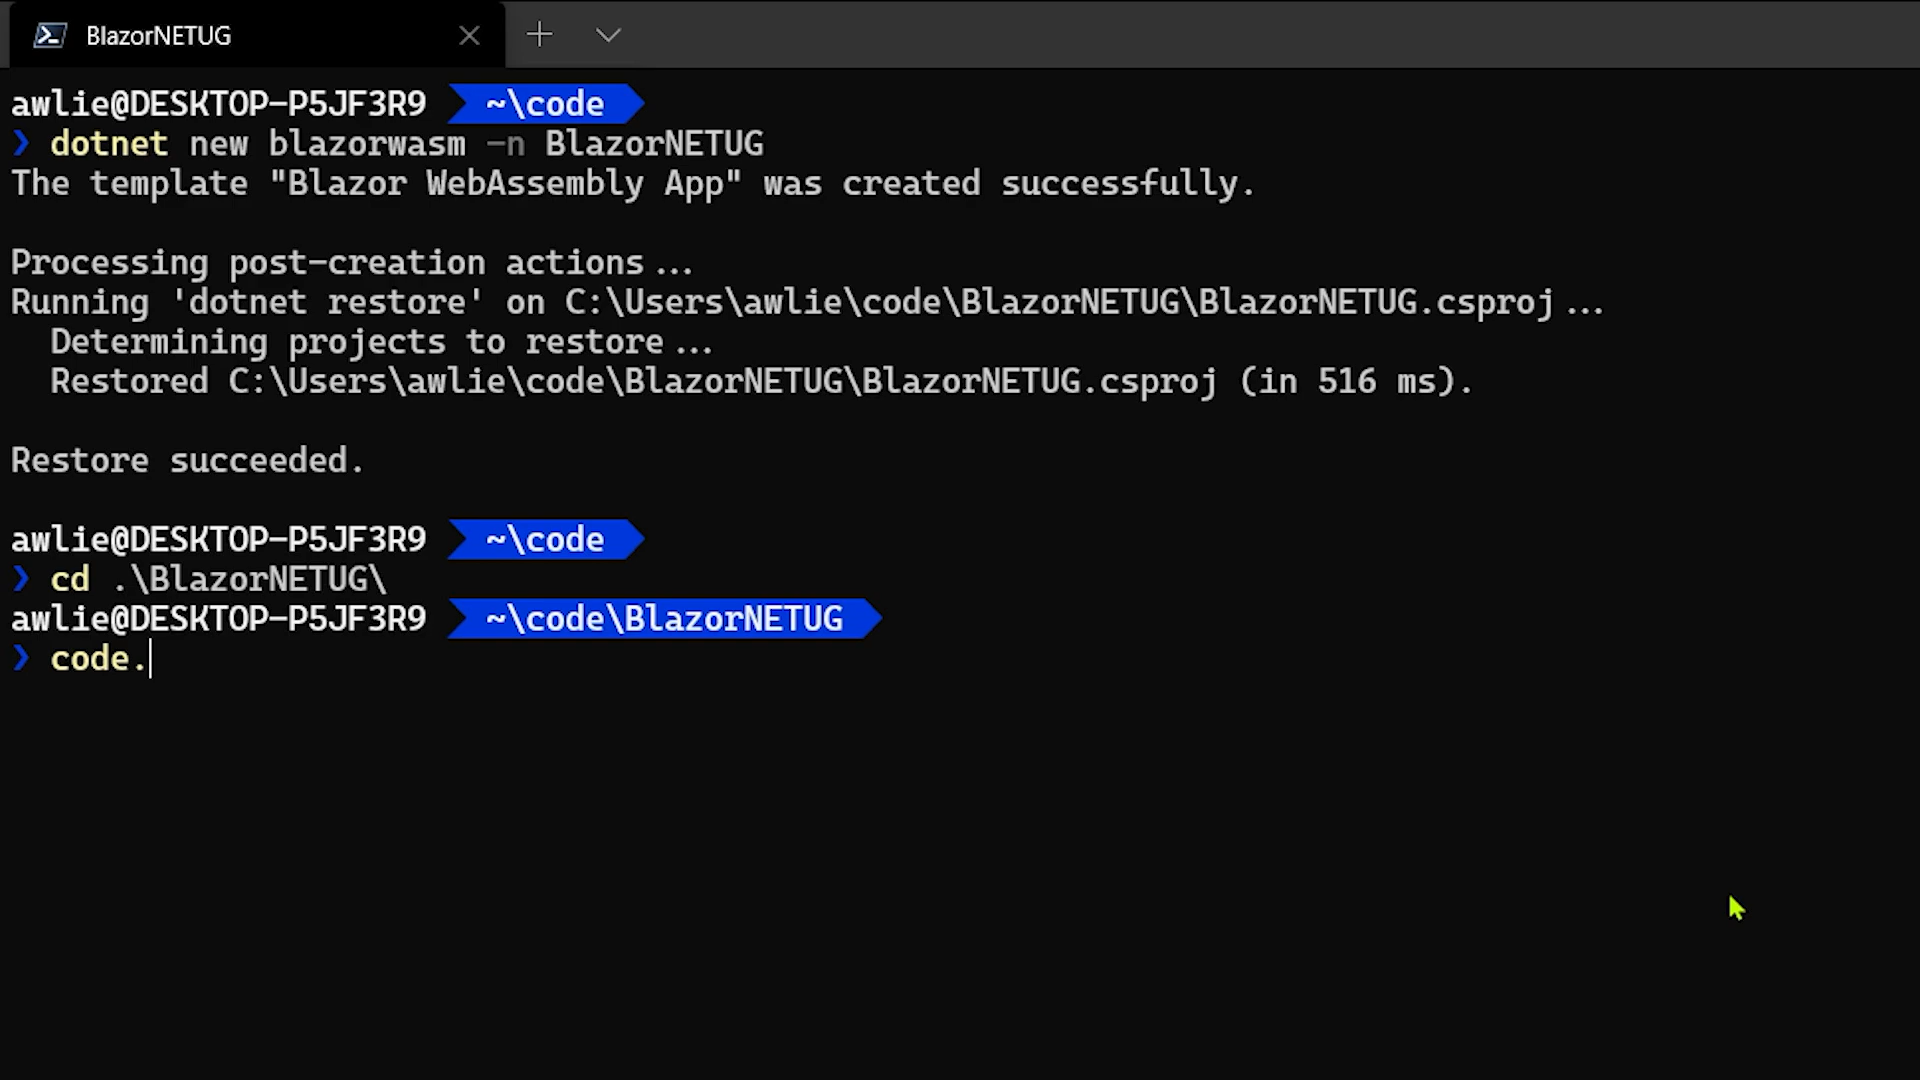 BlazorNETUG
awlie@DESKTOP-P5JF3R9 ~\code
❯ dotnet new blazorwasm -n BlazorNETUG
The template "Blazor WebAssembly App" was created successfully.
Processing post-creation actions...
Running 'dotnet restore' on C:\Users\awlie\code\BlazorNETUG\BlazorNETUG.csproj...
Determining projects to restore...
Restored C:\Users\awlie\code\BlazorNETUG\BlazorNETUG.csproj (in 516 ms).
Restore succeeded.
awlie@DESKTOP-P5JF3R9 ~\code
❯ cd .\BlazorNETUG\
awlie@DESKTOP-P5JF3R9 ~\code\BlazorNETUG
❯ code.